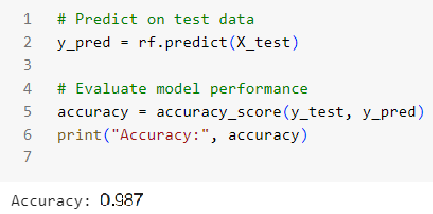 1 # Predict on test data
2 y_pred = rf.predict(X_test)
3
4 # Evaluate model performance
5 accuracy = accuracy_score(y_test, y_pred)
6 print("Accuracy:", accuracy)
7
Accuracy: 0.987